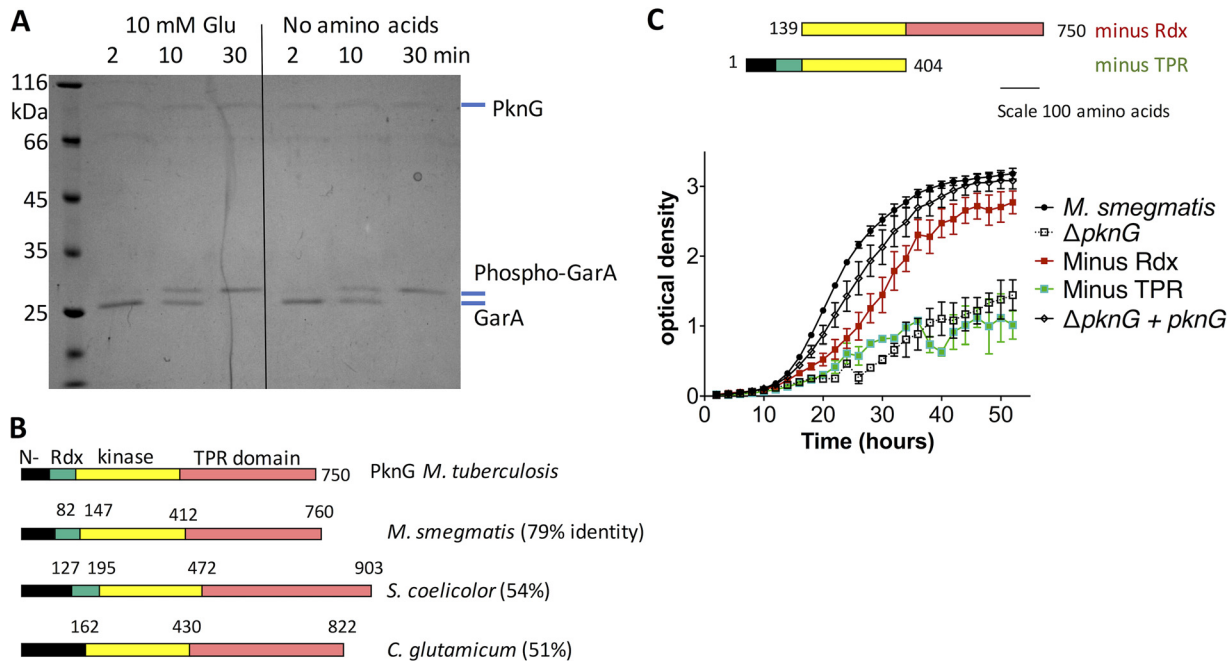 A
10 mM Glu No amino acids
2 10 30 2 10 30 min
116
kDa
66
45
35
25
PknG
Phospho-GarA
GarA
B
N- Rdx kinase TPR domain
750 PknG M. tuberculosis
82 147 412 760
M. smegmatis (79% identity)
127 195 472 903
S. coelicolor (54%)
162 430 822
C. glutamicum (51%)
C
139 750 minus Rdx
1 404 minus TPR
Scale 100 amino acids
optical density
3
2
1
0
0 10 20 30 40 50
Time (hours)
M. smegmatis
ΔpknG
Minus Rdx
Minus TPR
ΔpknG + pknG